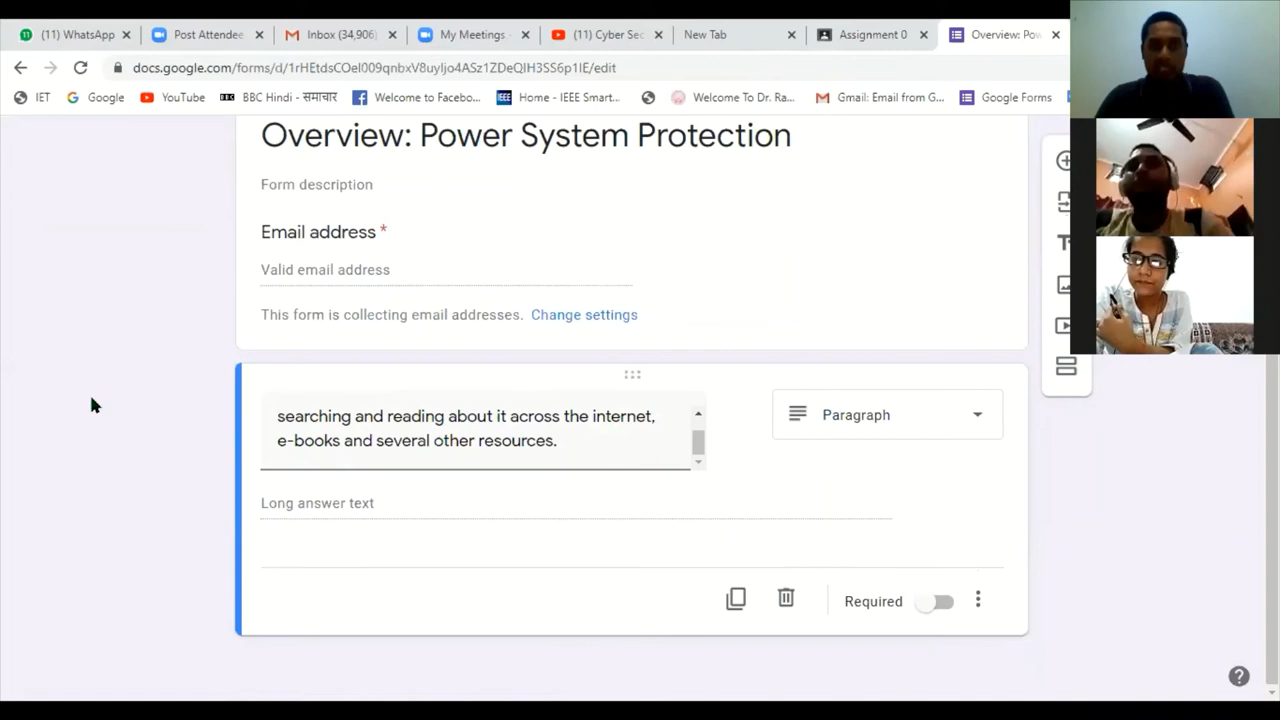 (11) WhatsApp
Post Attendee
Inbox (34,906)
My Meetings -
(11) Cyber Sec
New Tab
Assignment 0
Overview: Pow
docs.google.com/forms/d/1rHEtdsCOeI009qnbxV8uyIjo4ASz1ZDeQIH3SS6p1IE/edit
IET
Google
YouTube
BBC Hindi - समाचार
Welcome to Facebo...
Home - IEEE Smart...
Welcome To Dr. Ra...
Gmail: Email from G...
Google Forms
Overview: Power System Protection
Form description
Email address *
Valid email address
This form is collecting email addresses. Change settings
searching and reading about it across the internet,
e-books and several other resources.
Paragraph
Long answer text
Required